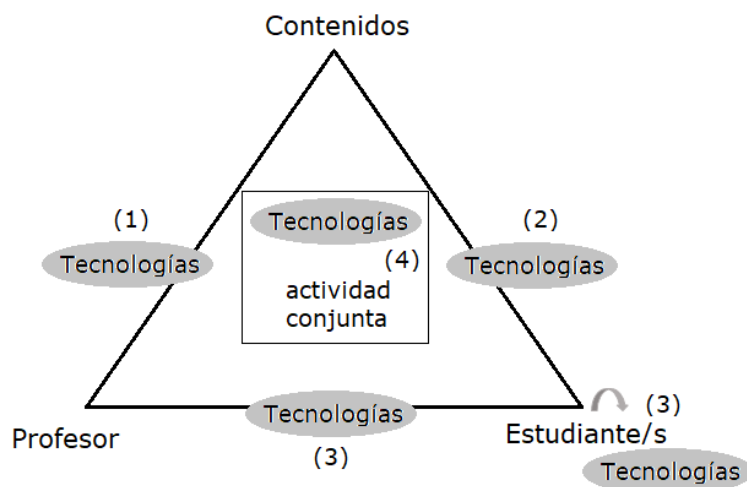 Contenidos
(1)
(2)
Tecnologías
Tecnologías
Tecnologías
(4)
actividad
conjunta
Tecnologías
(3)
Profesor
(3)
Estudiante/s
Tecnologías